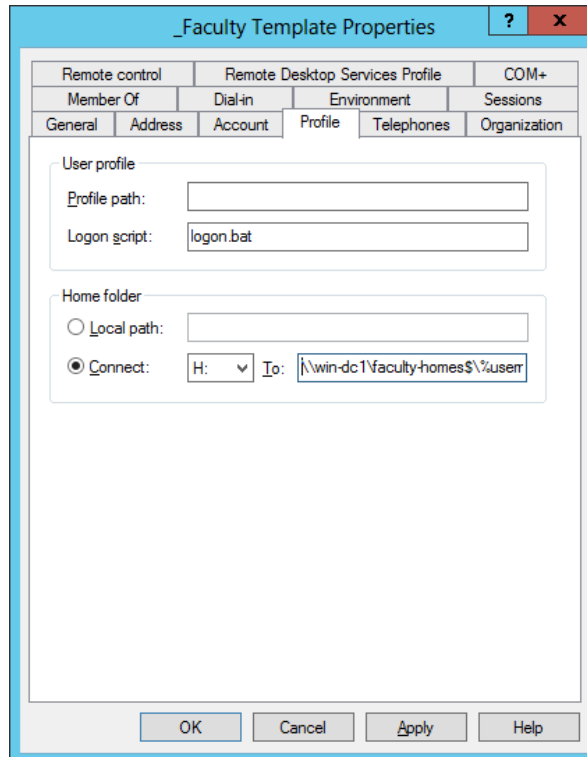 _Faculty Template Properties ? x
Remote control Remote Desktop Services Profile COM+
Member Of Dial-in Environment Sessions
General Address Account Profile Telephones Organization
User profile
Profile path:
Logon script: logon.bat
Home folder
Local path:
Connect: H: To: \\win-dc1\faculty-homes$\%usern
OK Cancel Apply Help